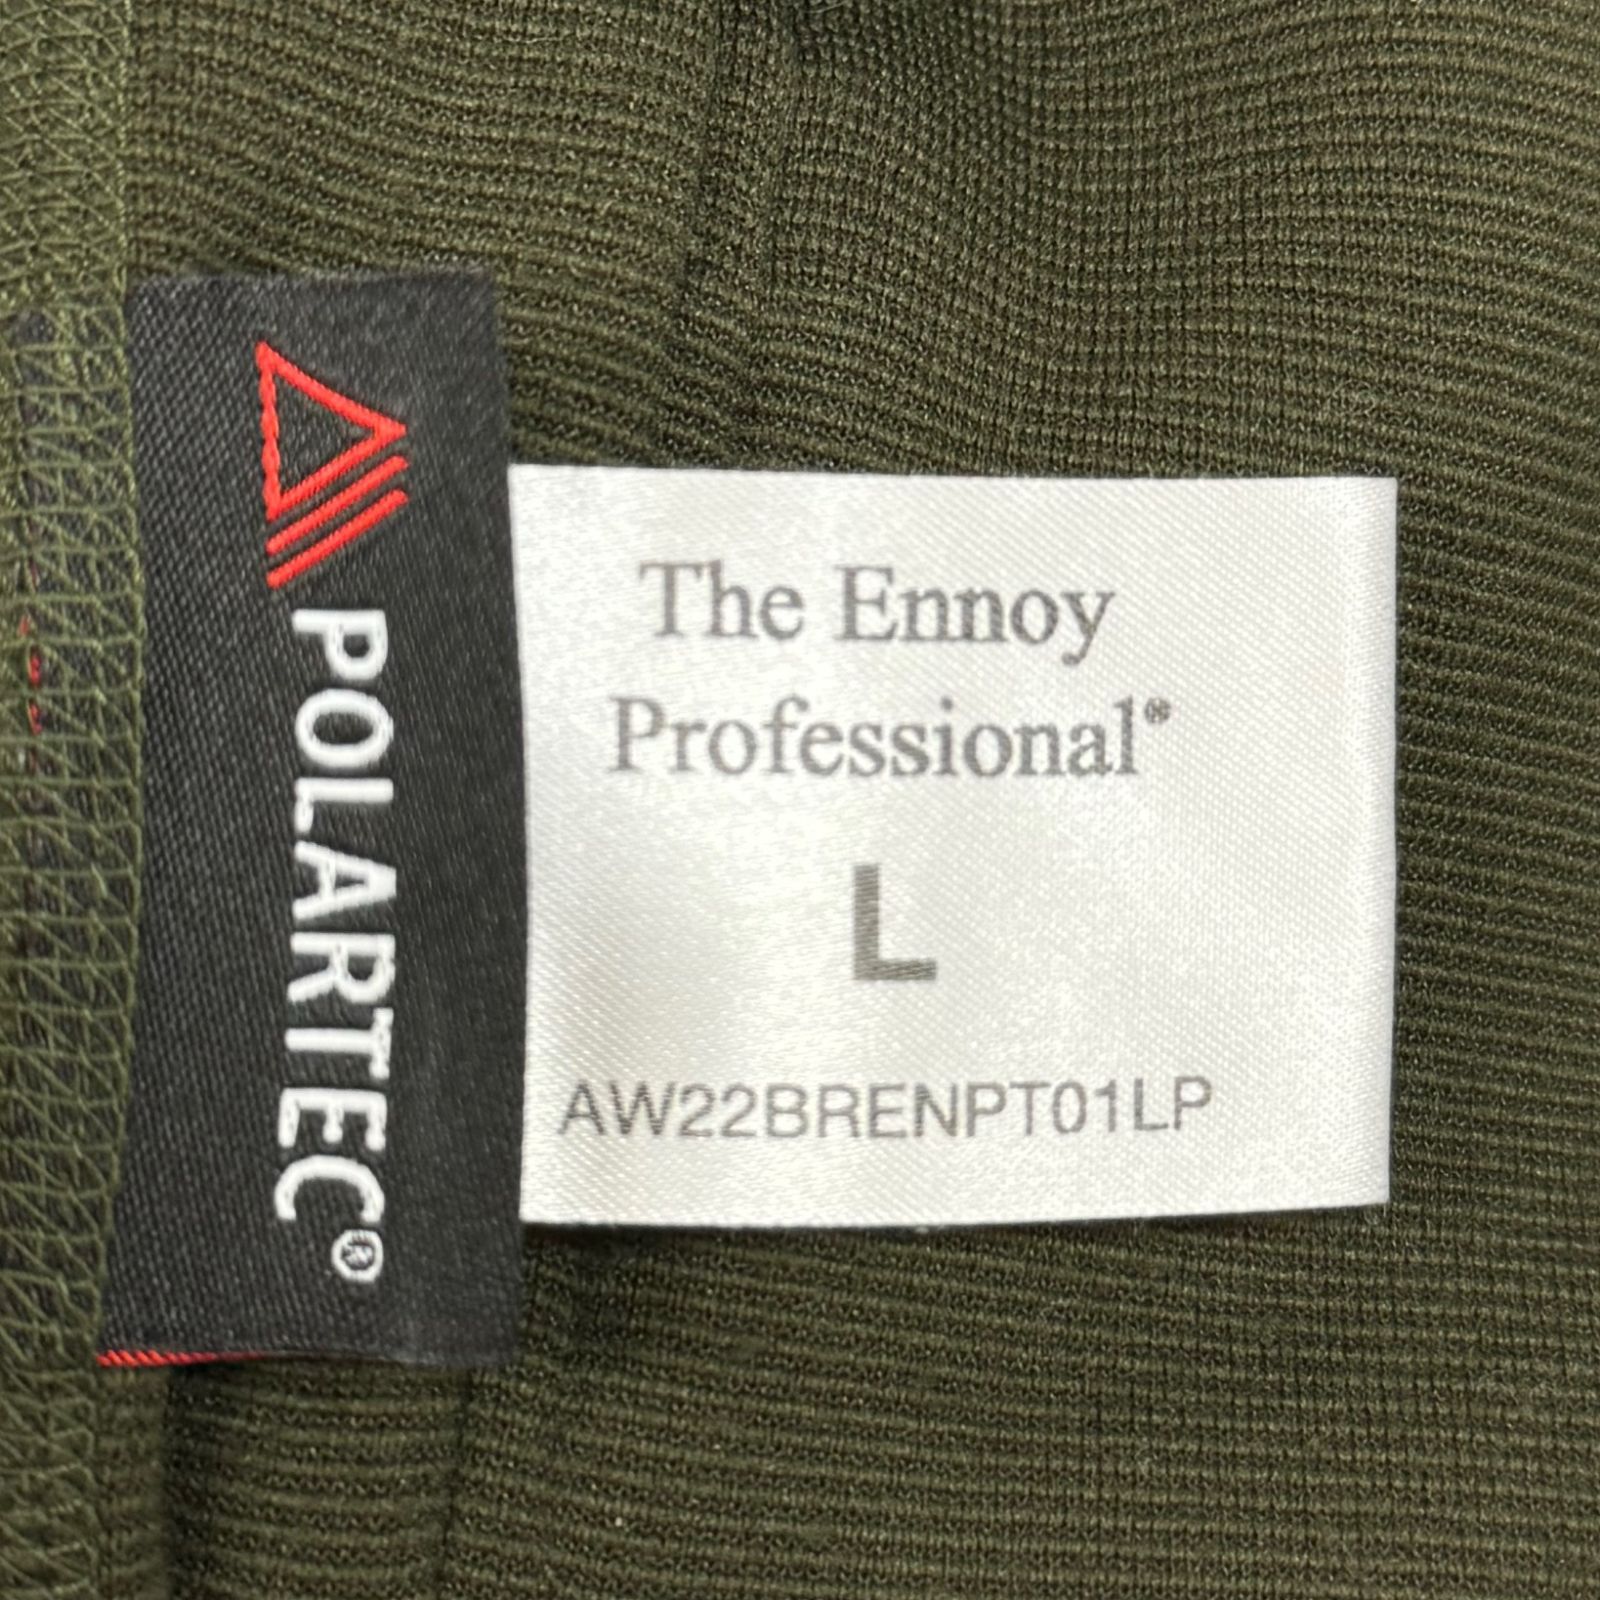 POLARTEC®
The Ennoy
Professional®
L
AW22BRENPT01LP